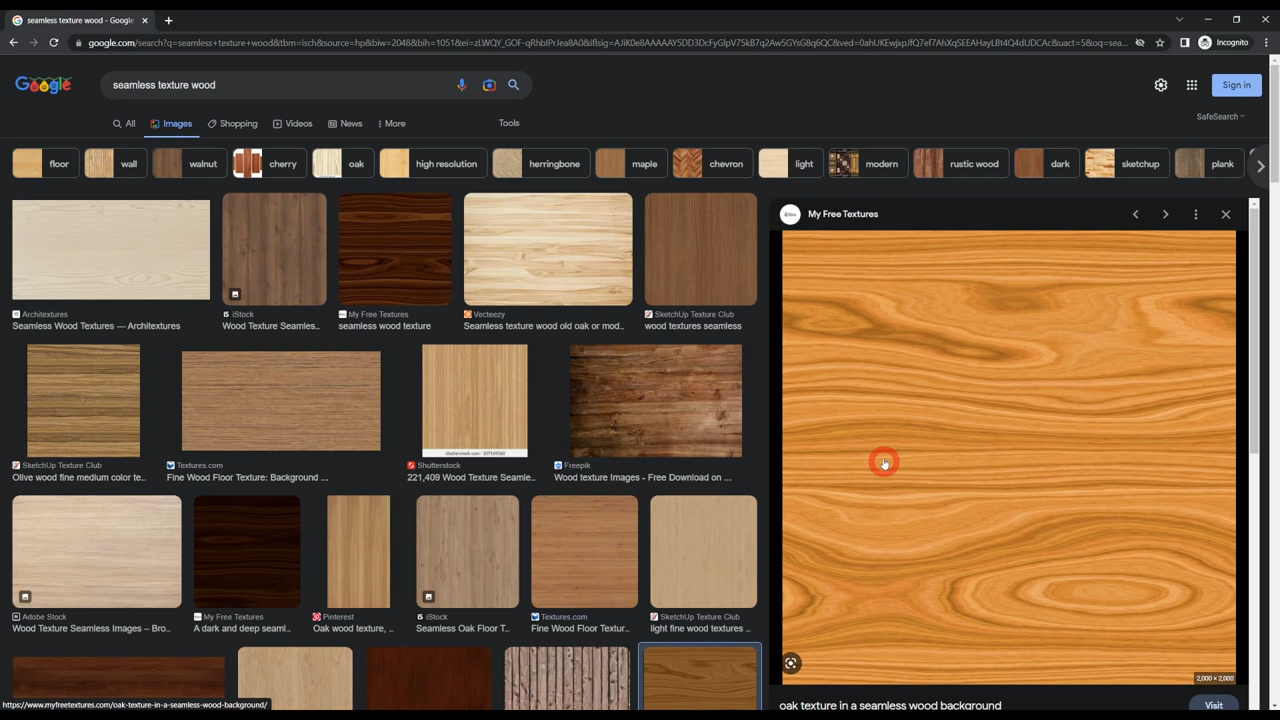 seamless texture wood - Google
google.com/search?q=seamless+texture+wood&tbm=isch&source=hp&biw=2048&bih=1051&ei=zLWQY_GOF-qRhbIPrJea8A0&iflsig=AJiK0e8AAAAAY5DD3DcFyGlpV75kB7q2Aw5GYsG8q6QC&ved=0ahUKEwjxpJfQ7ef7AhXqSEEAHayLBt4Q4dUDCAc&uact=5&oq=sea...
Incognito
Google
seamless texture wood
Sign in
All
Images
Shopping
Videos
News
More
Tools
SafeSearch
floor
wall
walnut
cherry
oak
high resolution
herringbone
maple
chevron
light
modern
rustic wood
dark
sketchup
plank
My Free Textures
Architextures
Seamless Wood Textures — Architextures
iStock
Wood Texture Seamles...
My Free Textures
seamless wood texture
Vecteezy
Seamless texture wood old oak or mod...
SketchUp Texture Club
wood textures seamless
SketchUp Texture Club
Olive wood fine medium color te...
Textures.com
Fine Wood Floor Texture: Background ...
shutterstock.com · 107109560
Shutterstock
221,409 Wood Texture Seamle...
Freepik
Wood texture Images - Free Download on ...
Adobe Stock
Wood Texture Seamless Images – Bro...
My Free Textures
A dark and deep seaml...
Pinterest
Oak wood texture, ...
iStock
Seamless Oak Floor T...
Textures.com
Fine Wood Floor Textur...
SketchUp Texture Club
light fine wood textures ...
2,000 × 2,000
oak texture in a seamless wood background
Visit
https://www.myfreetextures.com/oak-texture-in-a-seamless-wood-background/